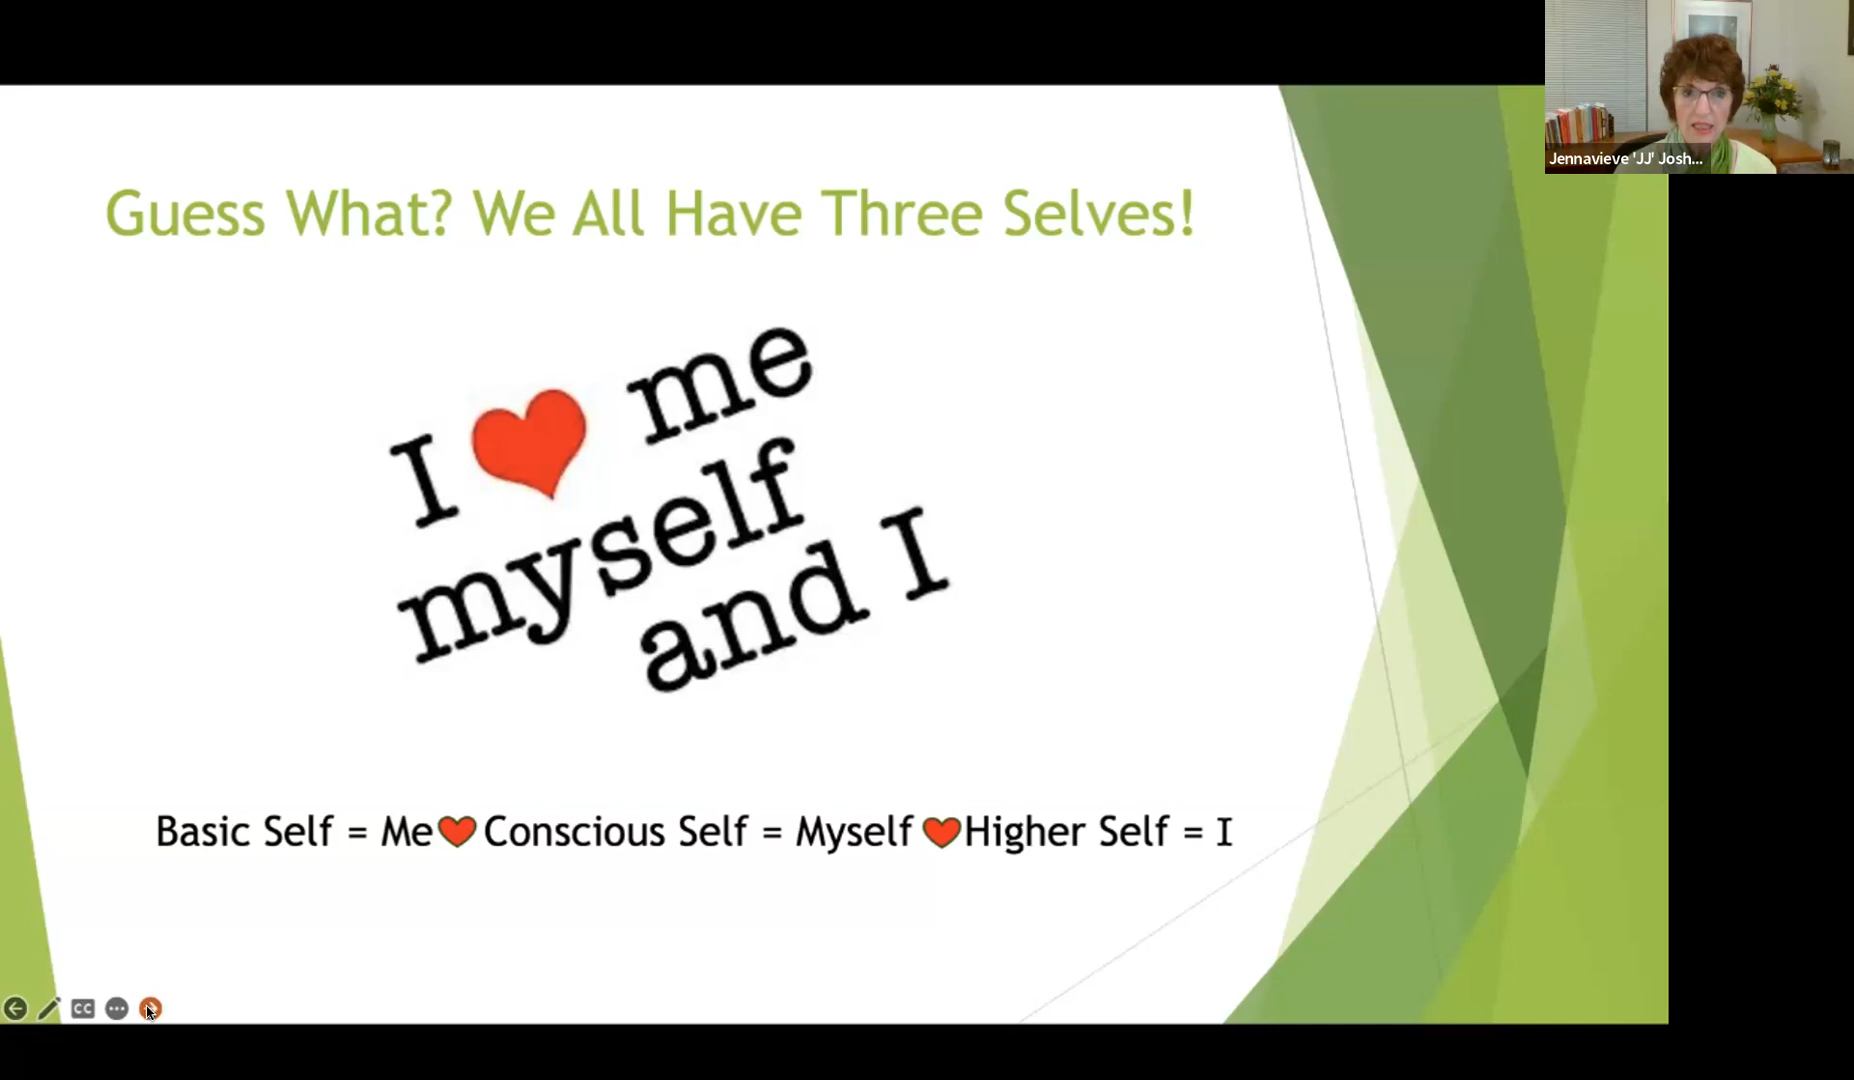 Jennavieve 'JJ' Josh...
Guess What? We All Have Three Selves!
I ❤ me
myself
and I
Basic Self = Me❤Conscious Self = Myself ❤Higher Self = I
CC